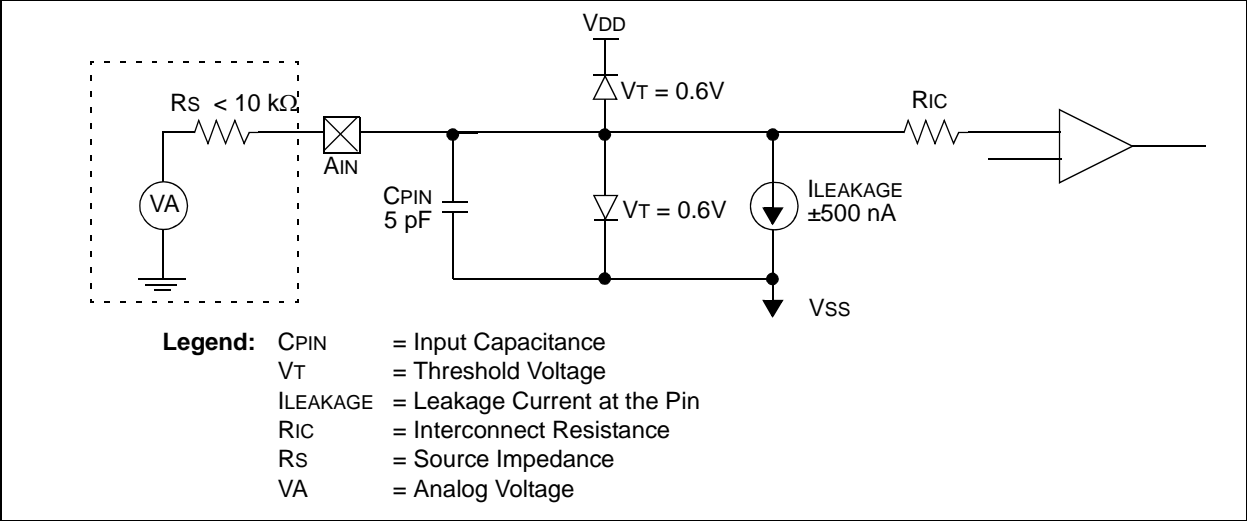 VDD
VT = 0.6V
RS < 10 kΩ
RIC
AIN
CPIN
5 pF
VA
VT = 0.6V
ILEAKAGE
±500 nA
VSS
Legend: CPIN = Input Capacitance
VT = Threshold Voltage
ILEAKAGE = Leakage Current at the Pin
RIC = Interconnect Resistance
RS = Source Impedance
VA = Analog Voltage